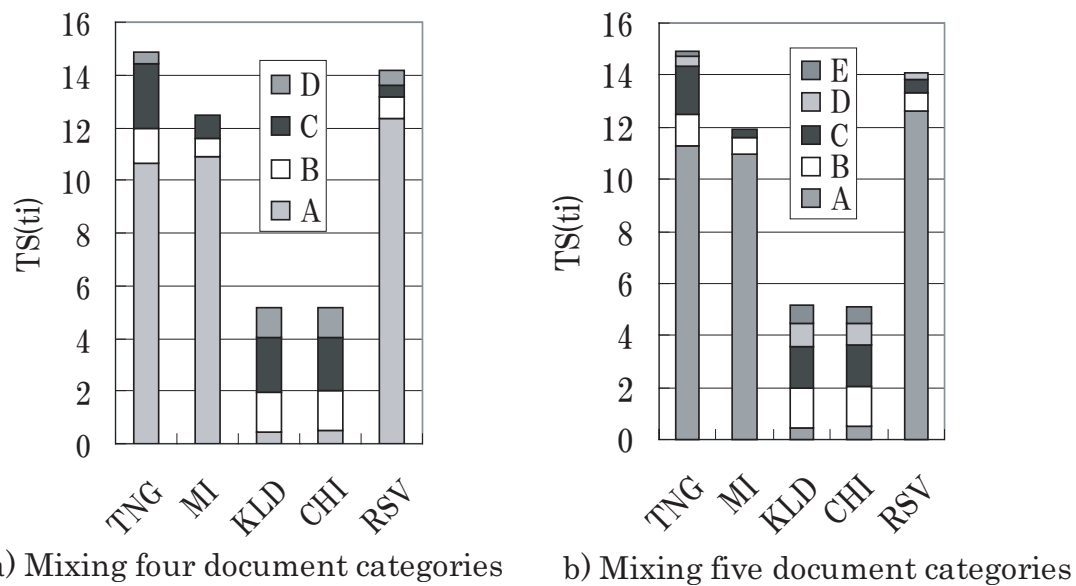 16
14
12
10
8
6
4
2
0
TS(ti)
D
C
B
A
TNG MI KLD CHI RSV
) Mixing four document categories
16
14
12
10
8
6
4
2
0
TS(ti)
E
D
C
B
A
TNG MI KLD CHI RSV
b) Mixing five document categories